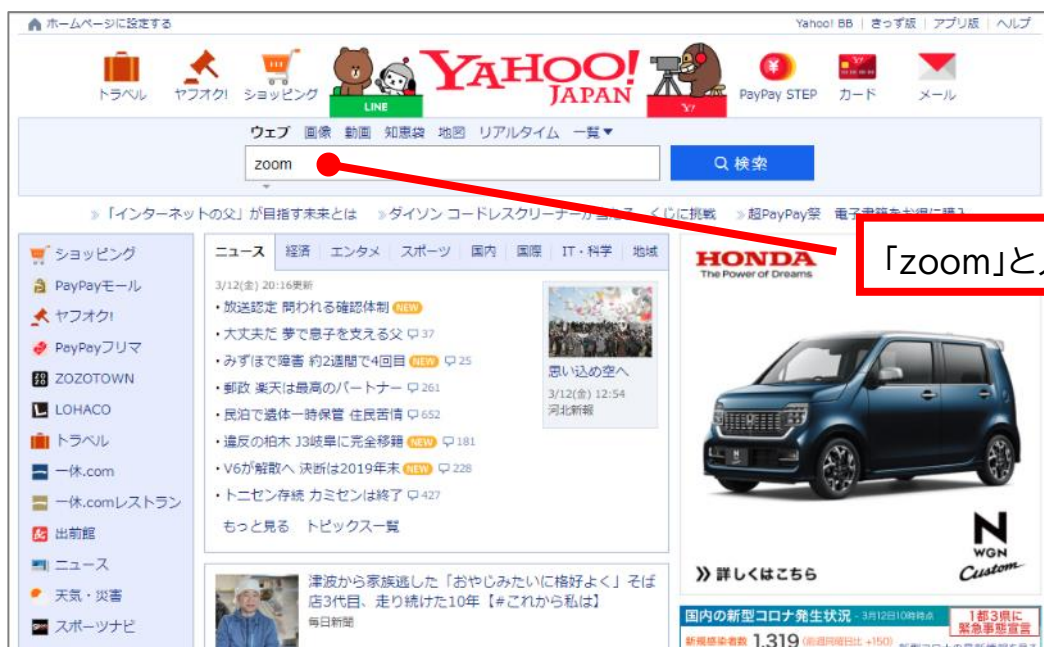 ホームページに設定する
Yahoo! BB | きっず版 | アプリ版 | ヘルプ
トラベル
ヤフオク!
ショッピング
LINE
YAHOO!
JAPAN
Y!
PayPay STEP
カード
メール
ウェブ 画像 動画 知恵袋 地図 リアルタイム 一覧▼
zoom
検索
「インターネットの父」が目指す未来とは
ダイソン コードレスクリーナーが
くじに挑戦
超PayPay祭
「zoom」と
ショッピング
PayPayモール
ヤフオク!
PayPayフリマ
ZOZOTOWN
LOHACO
トラベル
一休.com
一休.comレストラン
出前館
ニュース
天気・災害
スポーツナビ
ニュース 経済 エンタメ スポーツ 国内 国際 IT・科学 地域
3/12(金) 20:16更新
・放送認定 問われる確認体制 NEW
・大丈夫だ 夢で息子を支える父 37
・みずほで障害 約2週間で4回目 NEW 25
・郵政 楽天は最高のパートナー 261
・民泊で遺体一時保管 住民苦情 652
・違反の柏木 J3岐阜に完全移籍 NEW 181
・V6が解散へ 決断は2019年末 NEW 228
・トニセン存続 カミセンは終了 427
もっと見る トピックス一覧
思い込め空へ
3/12(金) 12:54
河北新報
津波から家族逃した「おやじみたいに格好よく」そば
店3代目、走り続けた10年【#これから私は】
毎日新聞
HONDA
The Power of Dreams
N
WGN
Custom
詳しくはこちら
国内の新型コロナ発生状況 - 3月12日10時時点
1都3県に
緊急事態宣言
新規感染者数 1,319 (前週同曜日比 +150)